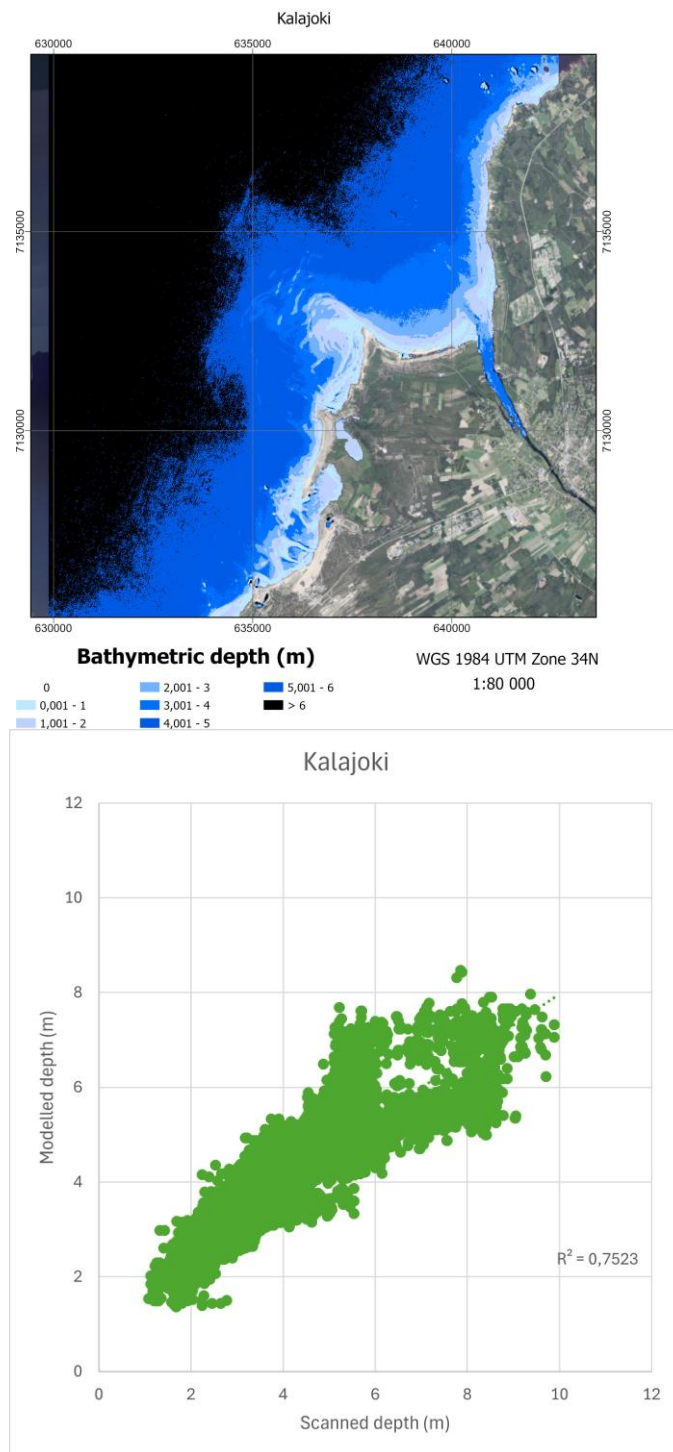 Kalajoki
630000 635000 640000
7135000 7135000
7130000 7130000
630000 635000 640000
Bathymetric depth (m) WGS 1984 UTM Zone 34N
1:80 000
0 2,001 - 3 5,001 - 6
0,001 - 1 3,001 - 4 > 6
1,001 - 2 4,001 - 5
Kalajoki
12
10
8
6
4
2
0
Modelled depth (m)
R² = 0,7523
0 2 4 6 8 10 12
Scanned depth (m)